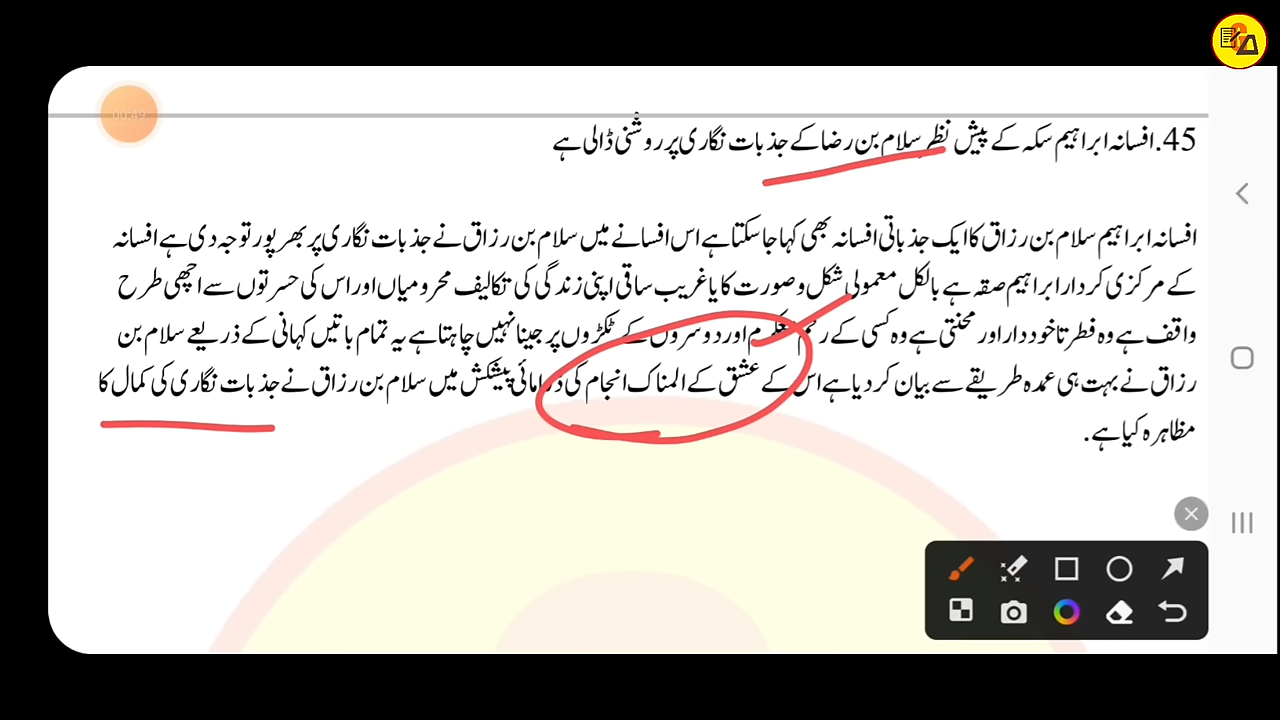 00:49
45.افسانہ ابراہیم سکہ کے پیش نظر سلام بن رضا کے جذبات نگاری پر روشنی ڈالی ہے
افسانہ ابراہیم سلام بن رزاق کا ایک جذباتی افسانہ بھی کہا جا سکتا ہے اس افسانے میں سلام بن رزاق نے جذبات نگاری پر بھرپور توجہ دی ہے افسانہ
کے مرکزی کردار ابراہیم صقہ ہے بالکل معمولی شکل و صورت کا یا غریب ساقی اپنی زندگی کی تکالیف محرومیاں اور اس کی حسرتوں سے اچھی طرح
واقف ہے وہ فطرتا خوددار اور محنتی ہے وہ کسی کے اور دوسروں کے ٹکڑوں پر جینا نہیں چاہتا ہے یہ تمام باتیں کہانی کے ذریعے سلام بن
رزاق نے بہت ہی عمدہ طریقے سے بیان کر دیا ہے اس کے عشق کے المناک انجام کی ڈرامائی پیشکش میں سلام بن رزاق نے جذبات نگاری کی کمال کا
مظاہرہ کیا ہے.